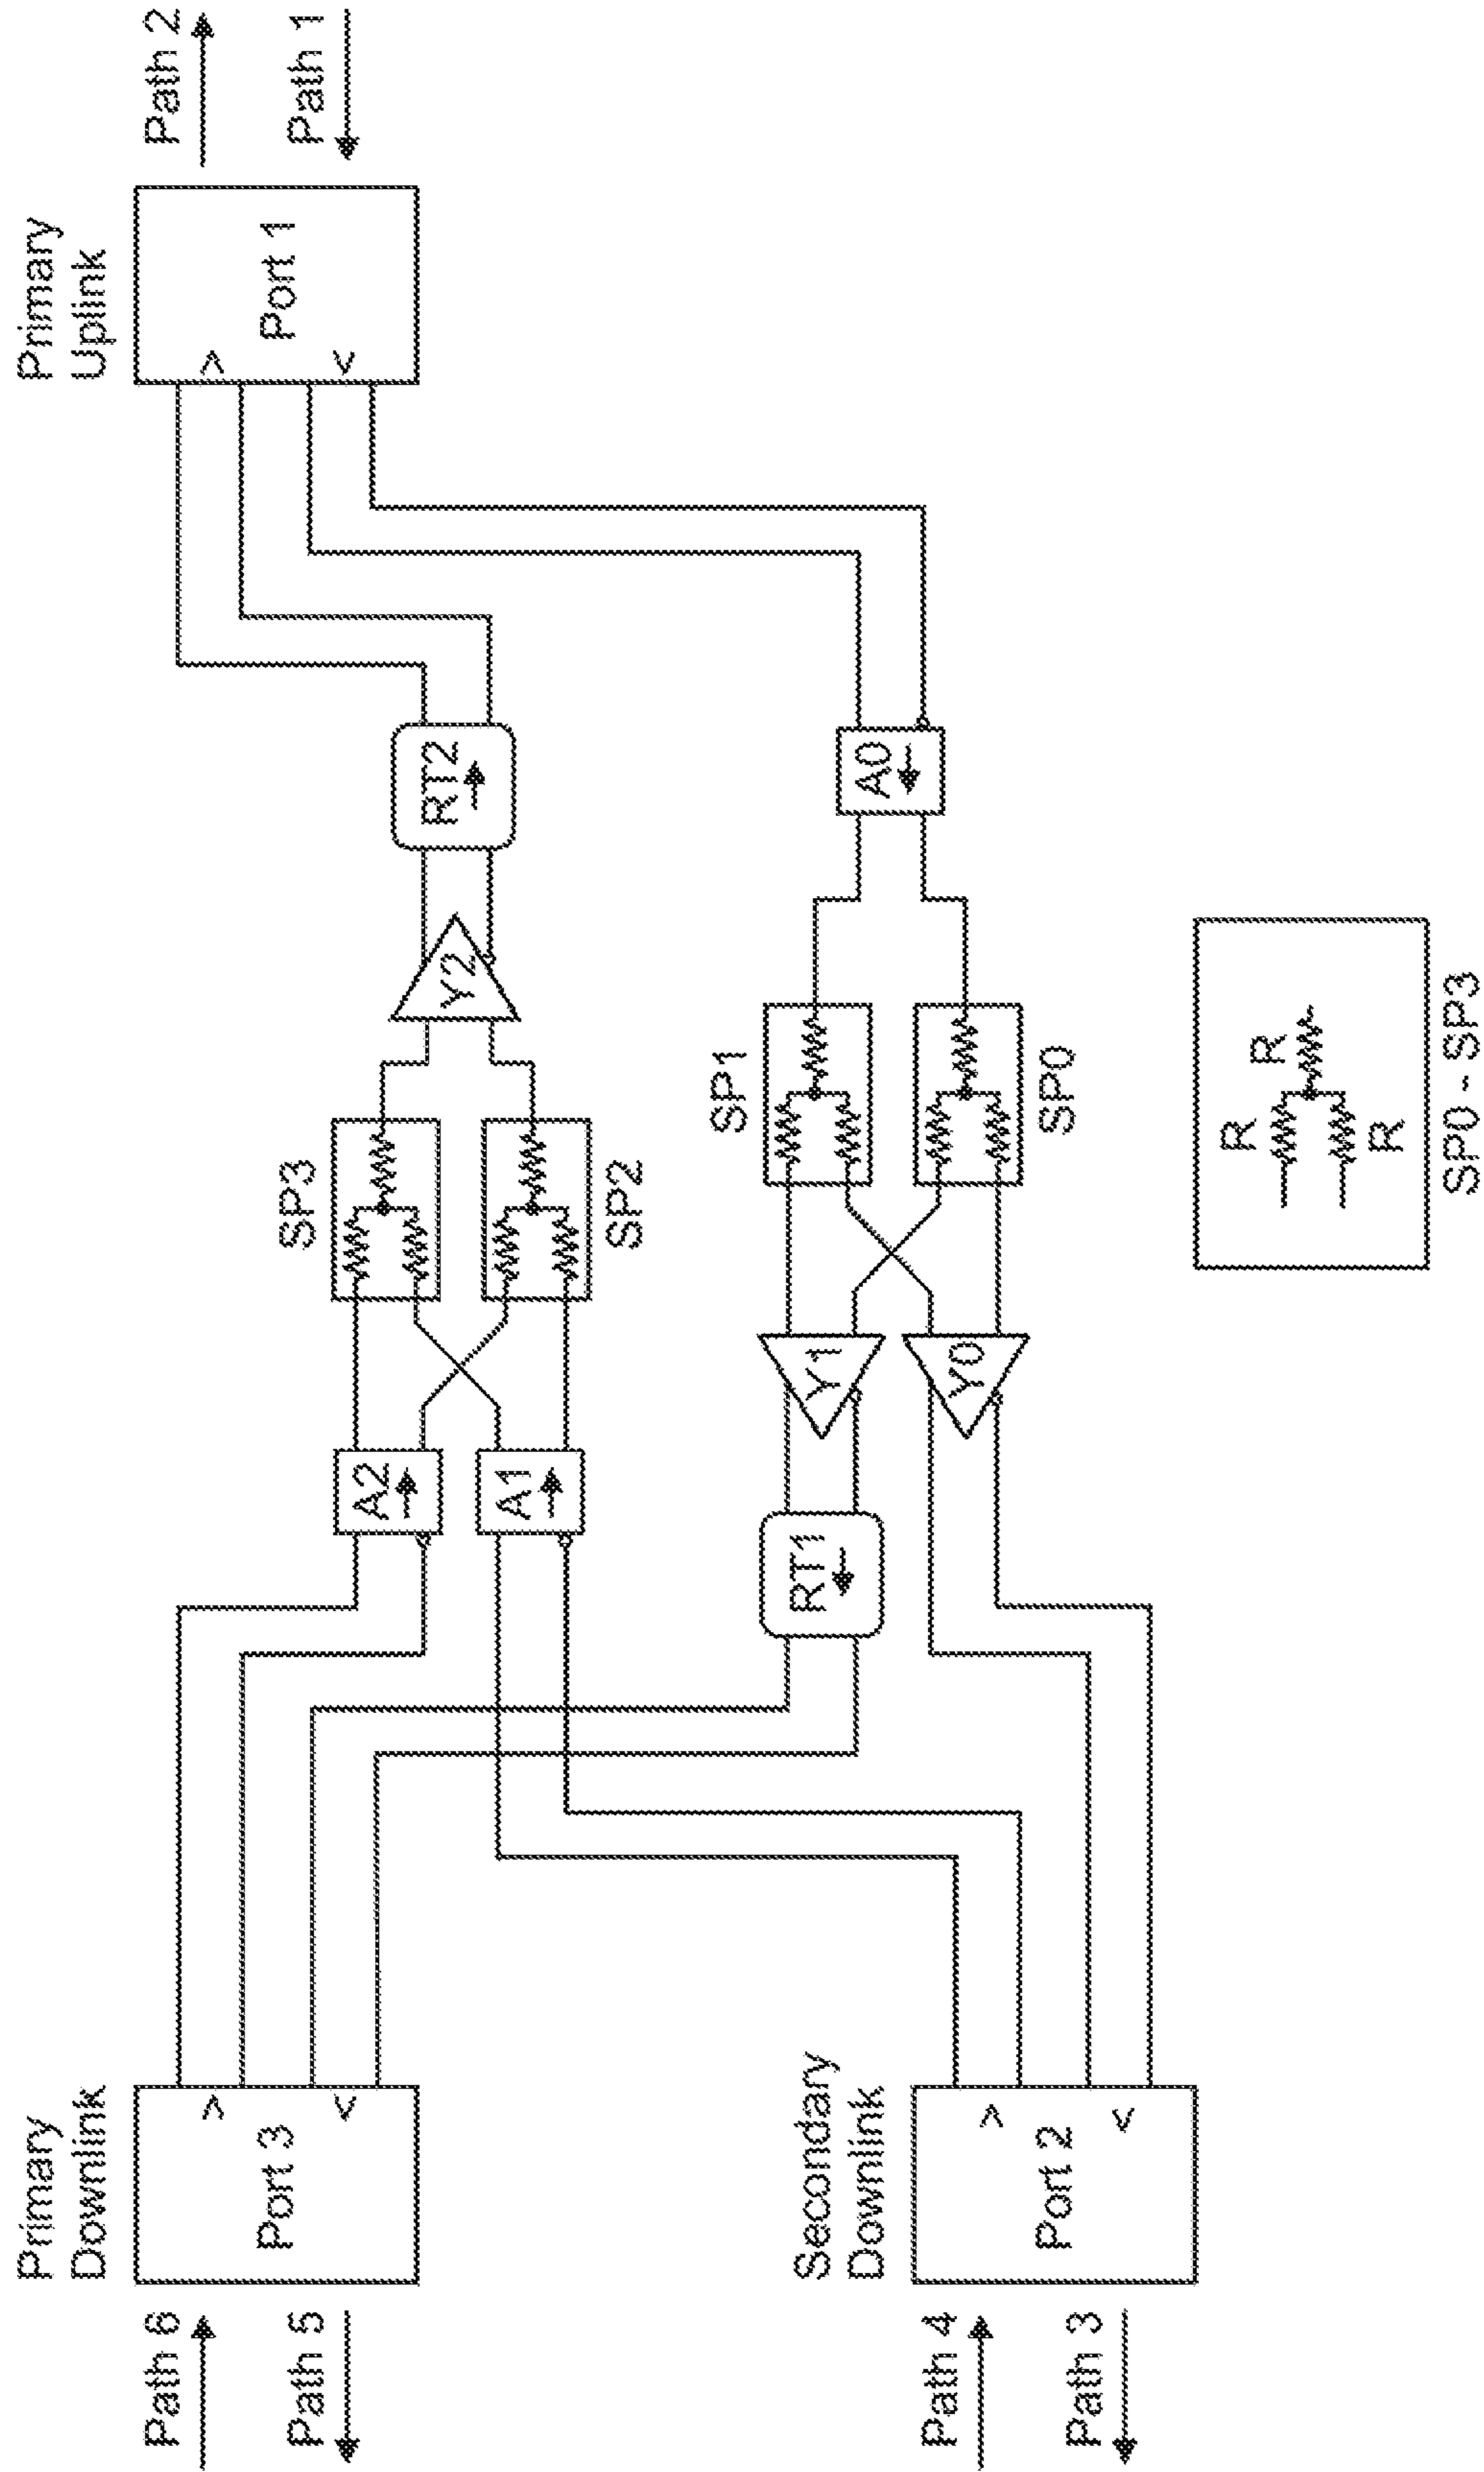 Primary
Downlink
Path 6
Path 5
Port 3
>
<
Secondary
Downlink
Path 4
Path 3
Port 2
>
<
A2
A1
SP3
SP2
Y2
RT2
RT1
Y1
Y0
SP1
SP0
A0
Primary
Uplink
Port 1
>
<
Path 2
Path 1
R
R
R
SP0 - SP3